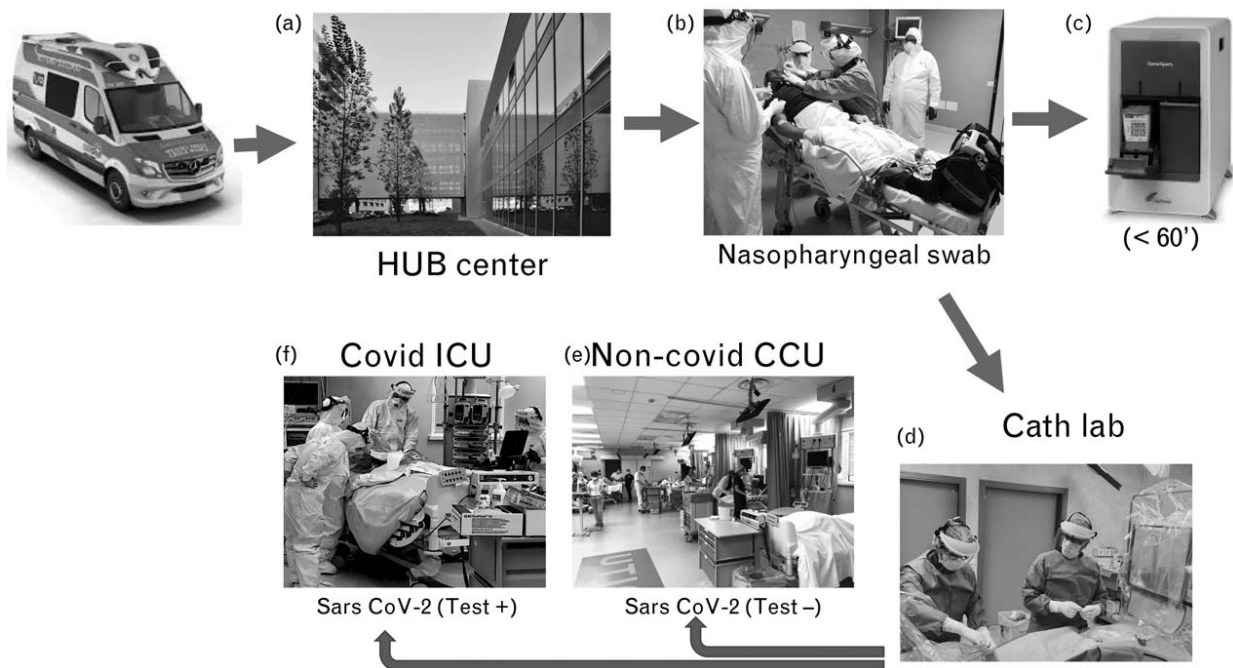 (a)
(b)
(c)
HUB center
Nasopharyngeal swab
(< 60’)
(f)
Covid ICU
(e)
Non-covid CCU
(d)
Cath lab
Sars CoV-2 (Test +)
Sars CoV-2 (Test –)